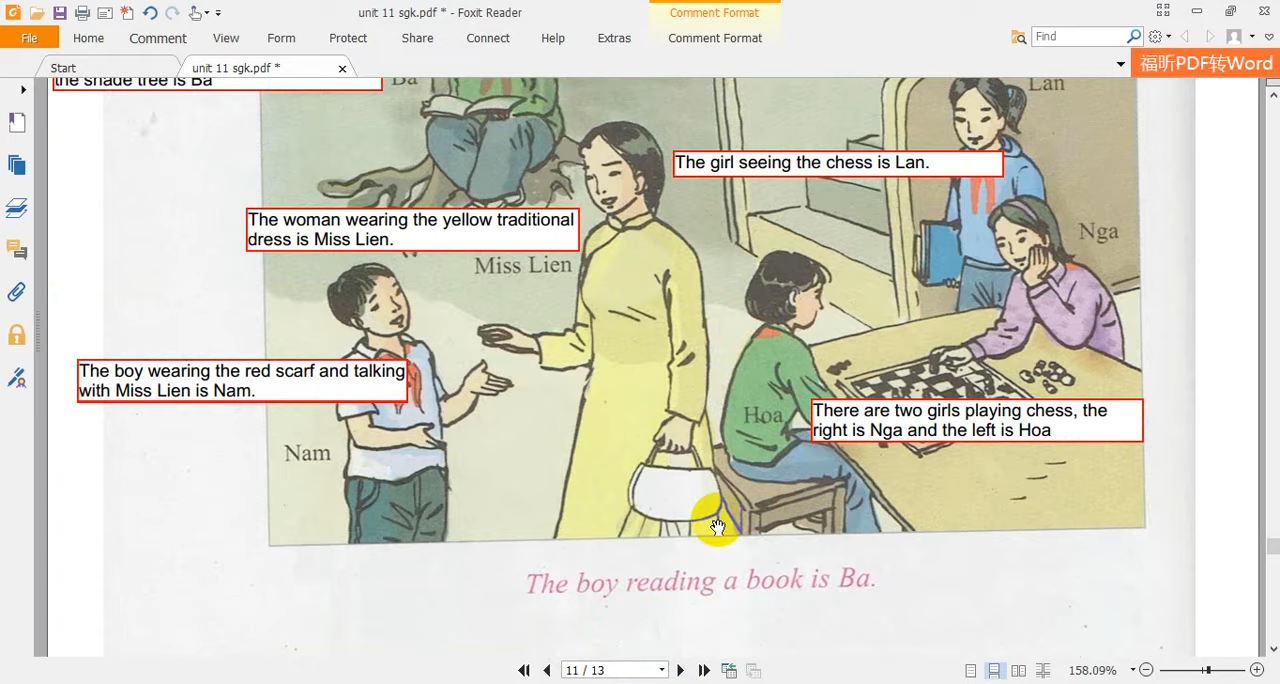 unit 11 sgk.pdf * - Foxit Reader
Comment Format
File
Home
Comment
View
Form
Protect
Share
Connect
Help
Extras
Comment Format
Find
Start
unit 11 sgk.pdf *
福昕PDF转Word
the shade tree is Ba
Ba
Lan
The girl seeing the chess is Lan.
The woman wearing the yellow traditional
dress is Miss Lien.
Nga
Miss Lien
The boy wearing the red scarf and talking
with Miss Lien is Nam.
Hoa
There are two girls playing chess, the
right is Nga and the left is Hoa
Nam
The boy reading a book is Ba.
11 / 13
158.09%